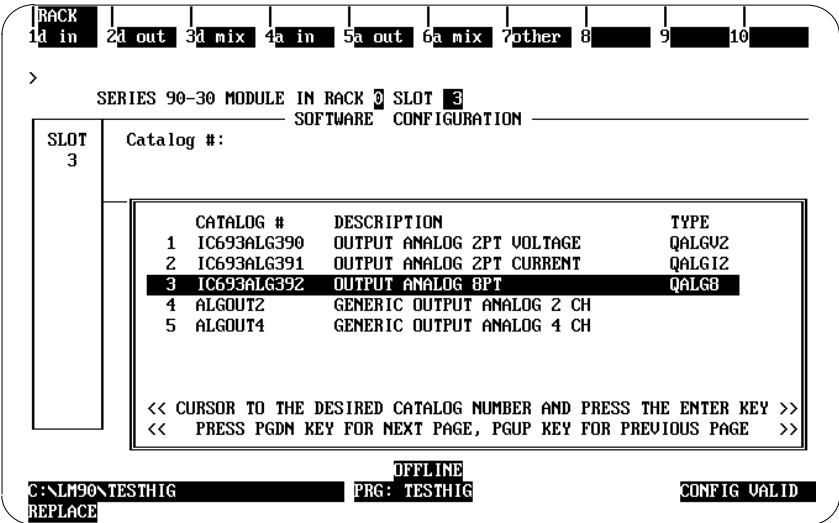 RACK
1d in 2d out 3d mix 4a in 5a out 6a mix 7other 8 9 10
>
SERIES 90-30 MODULE IN RACK 0 SLOT 3
SOFTWARE CONFIGURATION
SLOT Catalog #:
3
CATALOG # DESCRIPTION TYPE
1 IC693ALG390 OUTPUT ANALOG 2PT VOLTAGE QALGV2
2 IC693ALG391 OUTPUT ANALOG 2PT CURRENT QALGI2
3 IC693ALG392 OUTPUT ANALOG 8PT QALG8
4 ALGOUT2 GENERIC OUTPUT ANALOG 2 CH
5 ALGOUT4 GENERIC OUTPUT ANALOG 4 CH
<< CURSOR TO THE DESIRED CATALOG NUMBER AND PRESS THE ENTER KEY >>
<< PRESS PGDN KEY FOR NEXT PAGE, PGUP KEY FOR PREVIOUS PAGE >>
OFFLINE
C:\LM90\TESTHIG PRG: TESTHIG CONFIG VALID
REPLACE